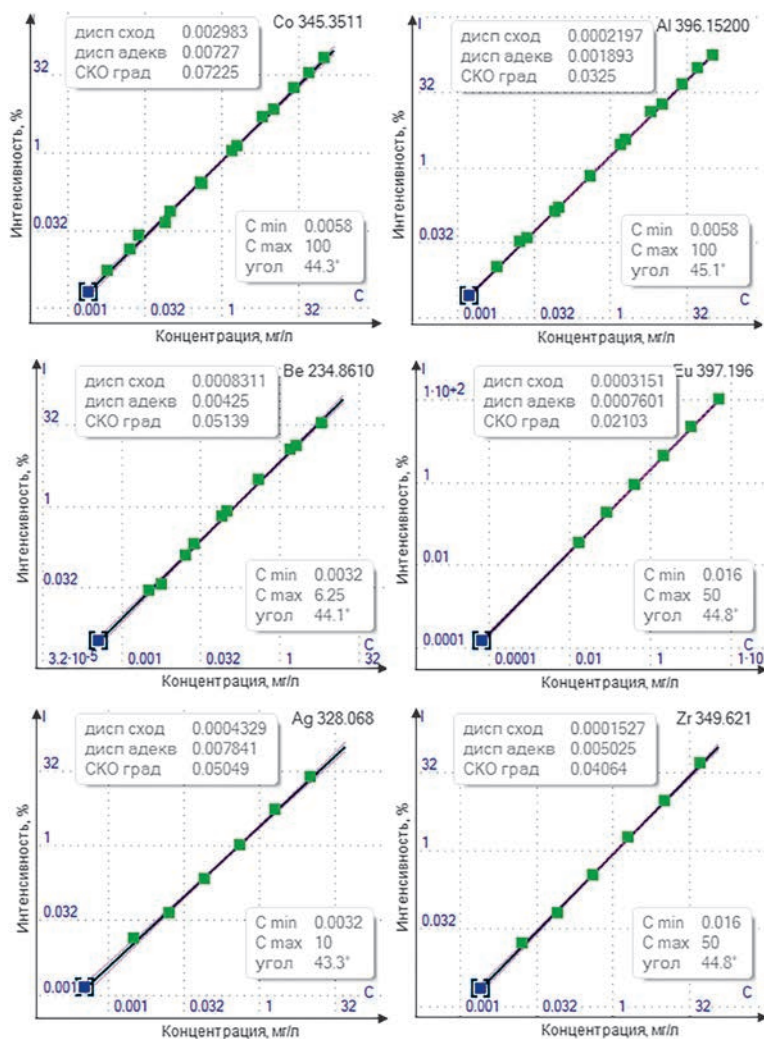 I
Co 345.3511
дисп сход 0.002983
дисп адекв 0.00727
СКО град 0.07225
32
1
0.032
C min 0.0058
C max 100
угол 44.3°
C
0.001 0.032 1 32
Интенсивность, %
Концентрация, мг/л
I
Al 396.15200
дисп сход 0.0002197
дисп адекв 0.001893
СКО град 0.0325
32
1
0.032
C min 0.0058
C max 100
угол 45.1°
C
0.001 0.032 1 32
Интенсивность, %
Концентрация, мг/л
I
Be 234.8610
дисп сход 0.0008311
дисп адекв 0.00425
СКО град 0.05139
32
1
0.032
C min 0.0032
C max 6.25
угол 44.1°
C
3.2·10⁻⁵ 0.001 0.032 1 32
Интенсивность, %
Концентрация, мг/л
I
Eu 397.196
дисп сход 0.0003151
дисп адекв 0.0007601
СКО град 0.02103
1·10+2
1
0.01
0.0001
C min 0.016
C max 50
угол 44.8°
C
0.0001 0.01 1 1·10
Интенсивность, %
Концентрация, мг/л
I
Ag 328.068
дисп сход 0.0004329
дисп адекв 0.007841
СКО град 0.05049
32
1
0.032
0.001
C min 0.0032
C max 10
угол 43.3°
C
0.001 0.032 1 32
Интенсивность, %
Концентрация, мг/л
I
Zr 349.621
дисп сход 0.0001527
дисп адекв 0.005025
СКО град 0.04064
32
1
0.032
C min 0.016
C max 50
угол 44.8°
C
0.001 0.032 1 32
Интенсивность, %
Концентрация, мг/л